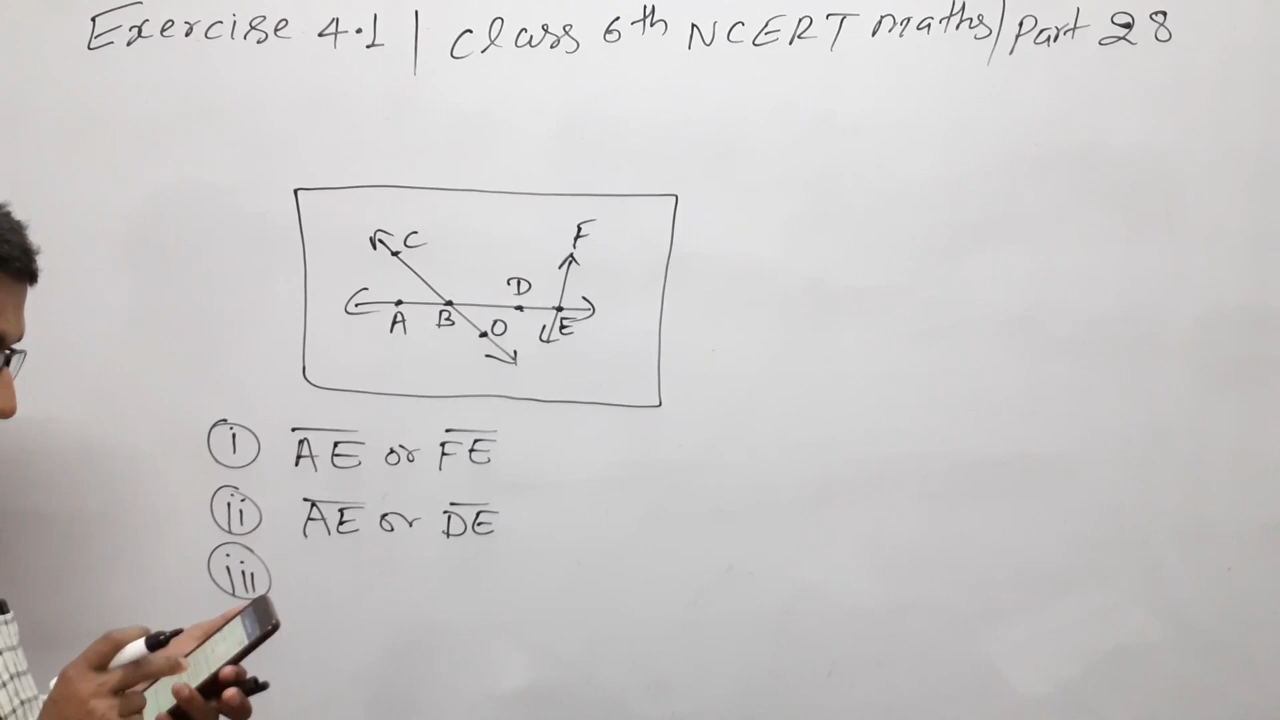 Exercise 4.1 | Class 6th NCERT maths/Part 28
C
F
D
A B O E
i AE or FE
ii AE or DE
iii